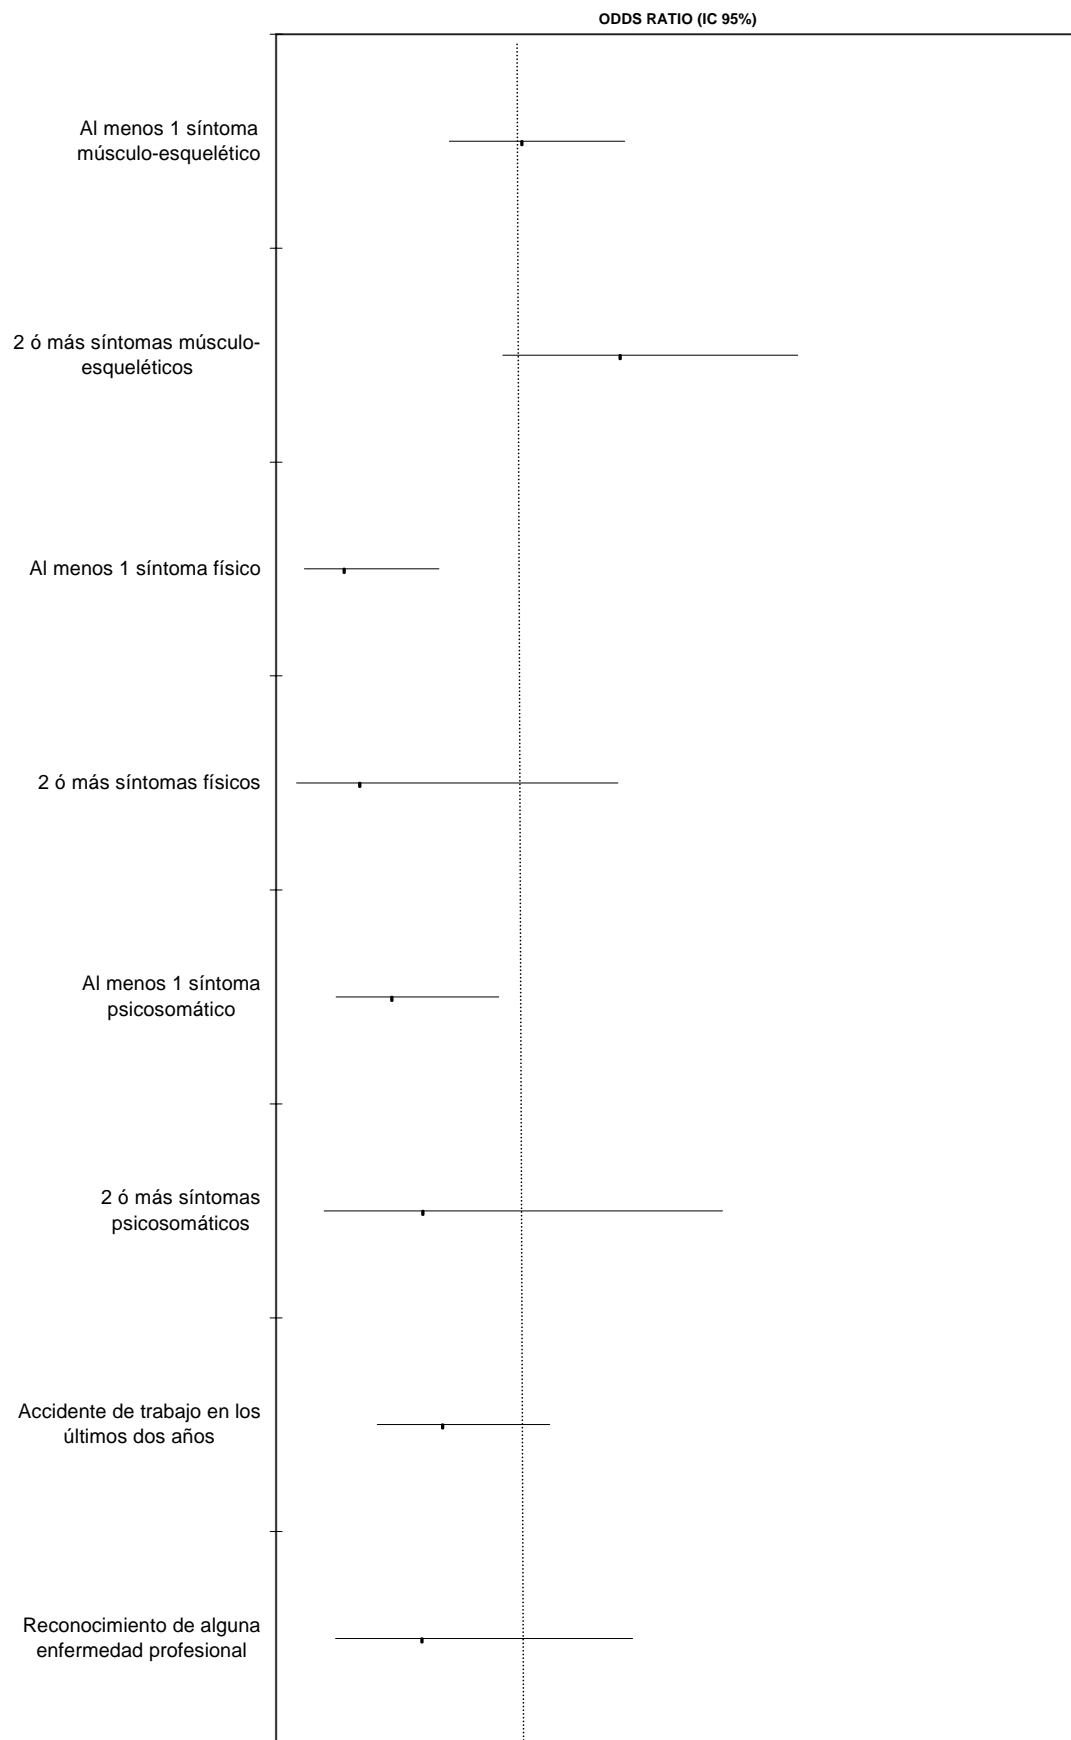 ODDS RATIO (IC 95%)
Al menos 1 síntoma
músculo-esquelético
2 ó más síntomas músculo-
esqueléticos
Al menos 1 síntoma físico
2 ó más síntomas físicos
Al menos 1 síntoma
psicosomático
2 ó más síntomas
psicosomáticos
Accidente de trabajo en los
últimos dos años
Reconocimiento de alguna
enfermedad profesional